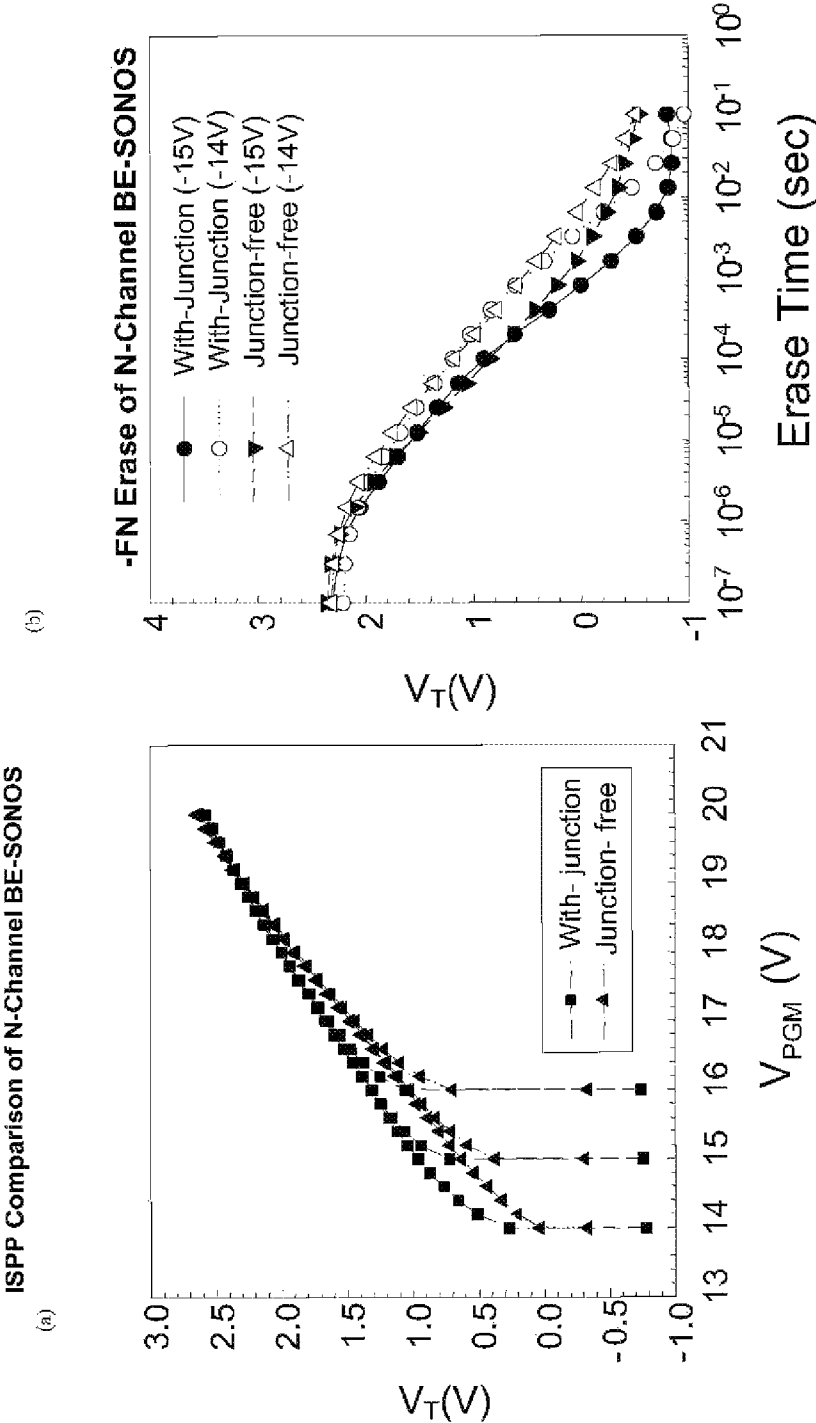 (a)
ISPP Comparison of N-Channel BE-SONOS
V_T(V)
3.0
2.5
2.0
1.5
1.0
0.5
0.0
-0.5
-1.0
With- junction
Junction- free
13 14 15 16 17 18 19 20 21
V_PGM (V)
(b)
-FN Erase of N-Channel BE-SONOS
V_T(V)
4
3
2
1
0
-1
With-Junction (-15V)
With-Junction (-14V)
Junction-free (-15V)
Junction-free (-14V)
10^-7 10^-6 10^-5 10^-4 10^-3 10^-2 10^-1 10^0
Erase Time (sec)